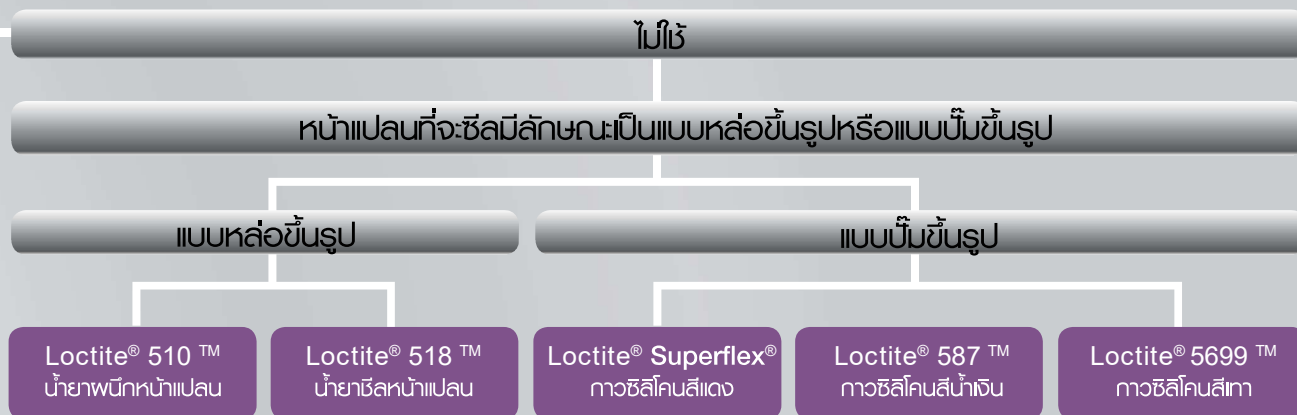 ไม่ใช้
หน้าแปลนที่จะซีลมีลักษณะเป็นแบบหล่อขึ้นรูปหรือแบบปั๊มขึ้นรูป
แบบหล่อขึ้นรูป
แบบปั๊มขึ้นรูป
Loctite® 510 ™
น้ำยาผนึกหน้าแปลน
Loctite® 518 ™
น้ำยาซีลหน้าแปลน
Loctite® Superflex®
กาวซิลิโคนสีแดง
Loctite® 587 ™
กาวซิลิโคนสีน้ำเงิน
Loctite® 5699 ™
กาวซิลิโคนสีเทา